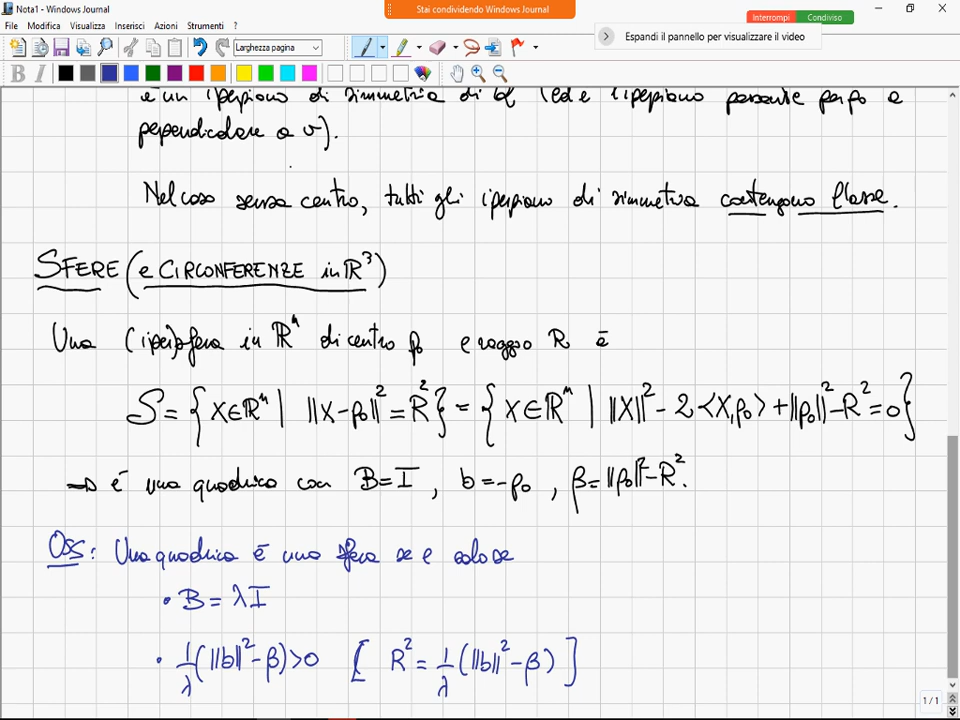 Nota1 - Windows Journal
Stai condividendo Windows Journal
Interrompi Condiviso
File Modifica Visualizza Inserisci Azioni Strumenti ?
Espandi il pannello per visualizzare il video
Larghezza pagina
B I
è un iperpiano di simmetria di (ed è l'iperpiano passante per p₀ e
perpendicolare a v).
Nel caso senza centro, tutti gli iperpiano di simmetria contengono l'asse.
SFERE (e CIRCONFERENZE in ℝ³)
Una (iper)sfera in ℝⁿ di centro p₀ e raggio R è
S = { X∈ℝⁿ | ||X-p₀||² = R² } = { X∈ℝⁿ | ||X||² - 2<X,p₀> + ||p₀||² - R² = 0 }
→ è una quadrica con B=I, b=-p₀, β=||p₀||²-R².
Oss: Una quadrica è una sfera se e solo se
• B = λI
• 1/λ (||b||² - β) > 0 [ R² = 1/λ (||b||² - β) ]
1 / 1